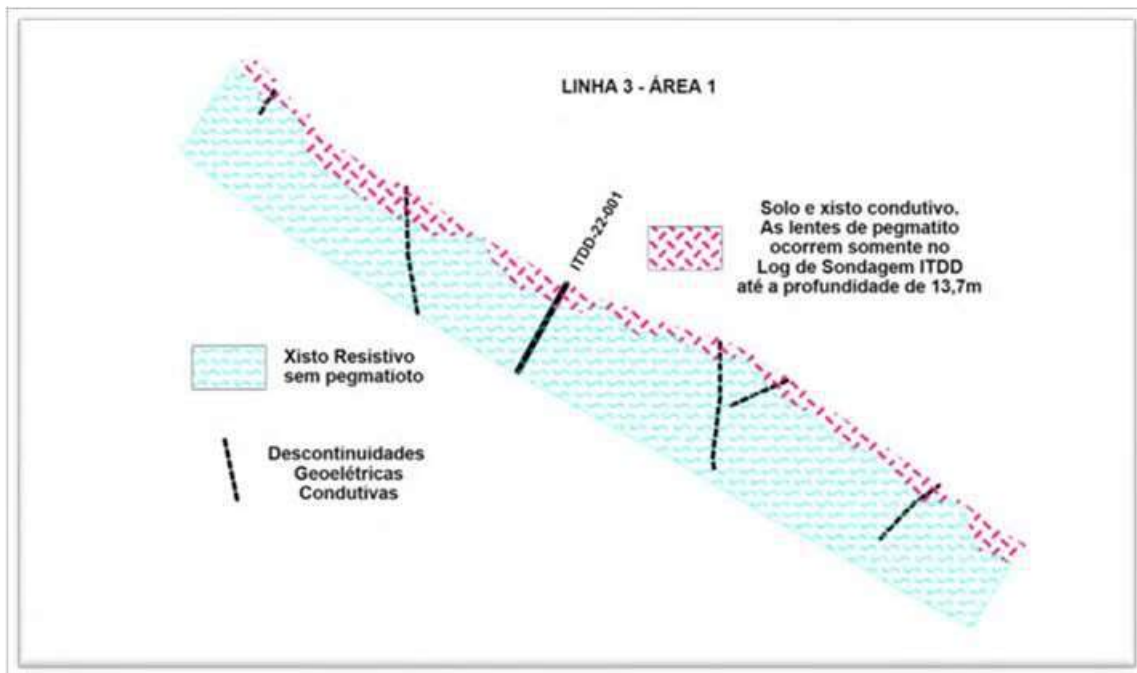 LINHA 3 - ÁREA 1
ITDD-22-001
Solo e xisto condutivo.
As lentes de pegmatito
ocorrem somente no
Log de Sondagem ITDD
até a profundidade de 13,7m
Xisto Resistivo
sem pegmatioto
Descontinuidades
Geoelétricas
Condutivas